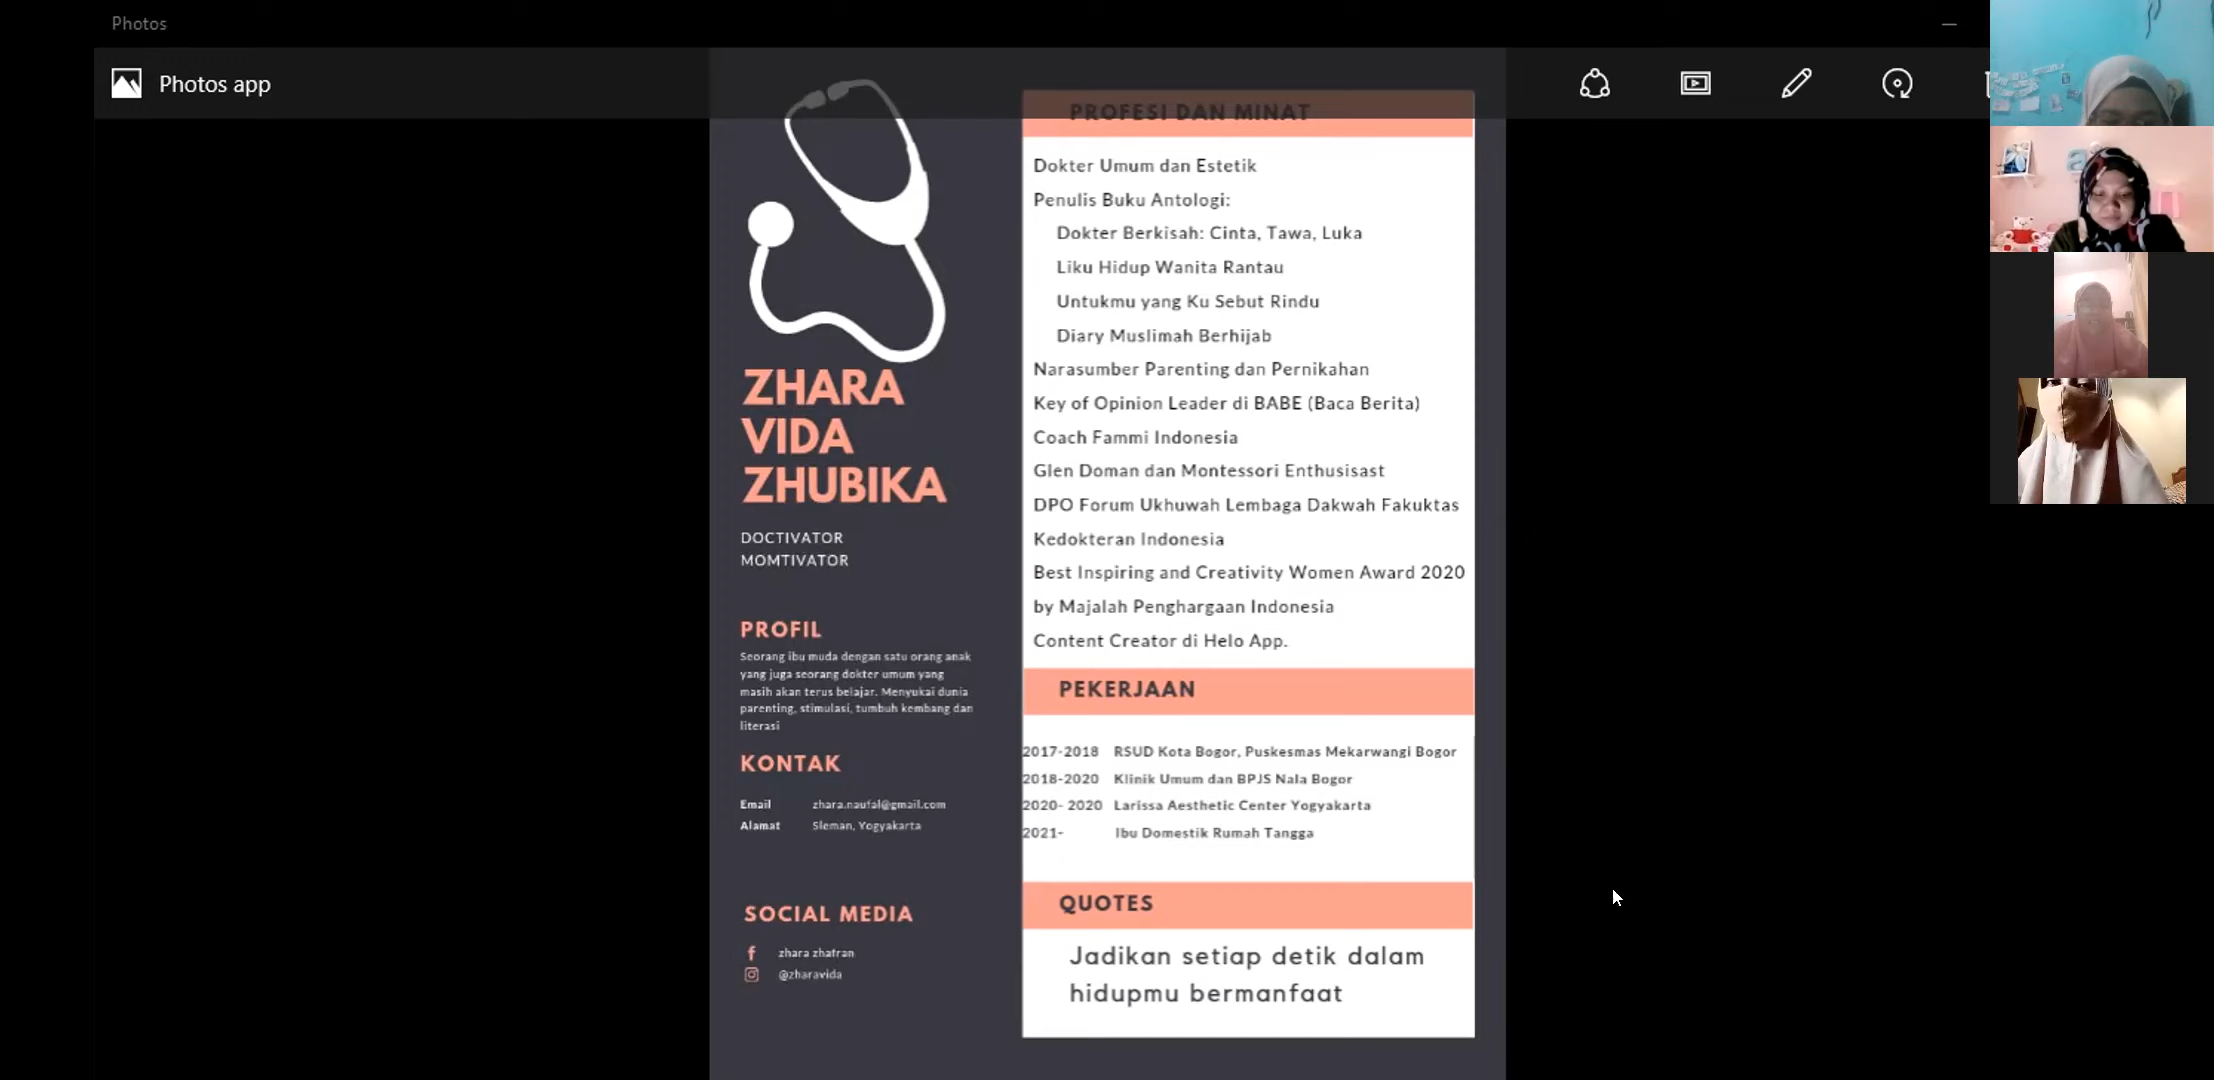 Photos
Photos app
ZHARA
VIDA
ZHUBIKA
DOCTIVATOR
MOMTIVATOR
PROFIL
Seorang ibu muda dengan satu orang anak
yang juga seorang dokter umum yang
masih akan terus belajar. Menyukai dunia
parenting, stimulasi, tumbuh kembang dan
literasi
KONTAK
Email zhara.naufal@gmail.com
Alamat Sleman, Yogyakarta
SOCIAL MEDIA
zhara zhafran
@zharavida
PROFESI DAN MINAT
Dokter Umum dan Estetik
Penulis Buku Antologi:
Dokter Berkisah: Cinta, Tawa, Luka
Liku Hidup Wanita Rantau
Untukmu yang Ku Sebut Rindu
Diary Muslimah Berhijab
Narasumber Parenting dan Pernikahan
Key of Opinion Leader di BABE (Baca Berita)
Coach Fammi Indonesia
Glen Doman dan Montessori Enthusisast
DPO Forum Ukhuwah Lembaga Dakwah Fakuktas
Kedokteran Indonesia
Best Inspiring and Creativity Women Award 2020
by Majalah Penghargaan Indonesia
Content Creator di Helo App.
PEKERJAAN
2017-2018 RSUD Kota Bogor, Puskesmas Mekarwangi Bogor
2018-2020 Klinik Umum dan BPJS Nala Bogor
2020- 2020 Larissa Aesthetic Center Yogyakarta
2021- Ibu Domestik Rumah Tangga
QUOTES
Jadikan setiap detik dalam
hidupmu bermanfaat